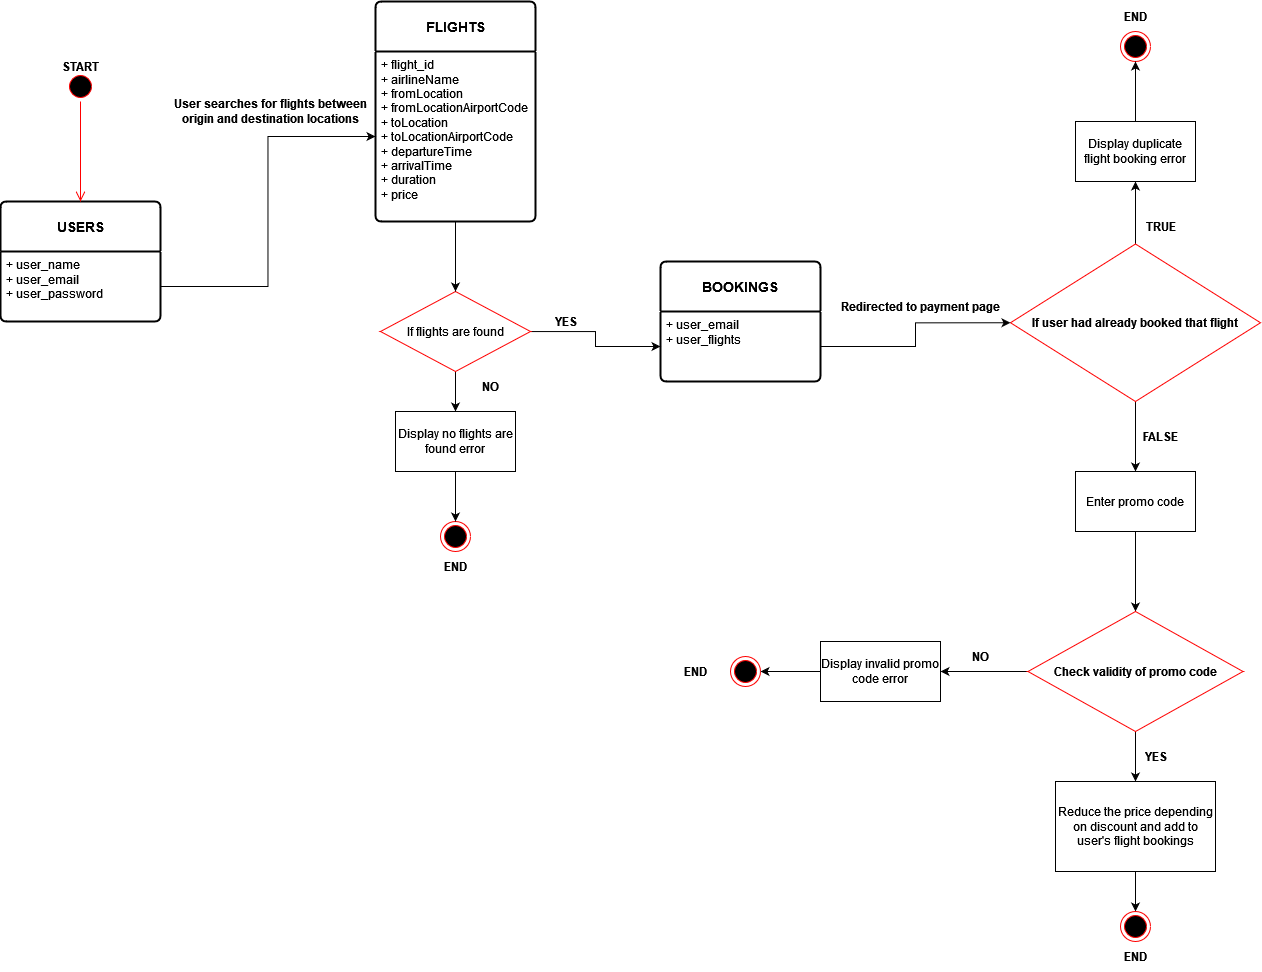 START
USERS
+ user_name
+ user_email
+ user_password
User searches for flights between
origin and destination locations
FLIGHTS
+ flight_id
+ airlineName
+ fromLocation
+ fromLocationAirportCode
+ toLocation
+ toLocationAirportCode
+ departureTime
+ arrivalTime
+ duration
+ price
If flights are found
YES
NO
Display no flights are
found error
END
BOOKINGS
+ user_email
+ user_flights
Redirected to payment page
If user had already booked that flight
TRUE
Display duplicate
flight booking error
END
FALSE
Enter promo code
Check validity of promo code
NO
Display invalid promo
code error
END
YES
Reduce the price depending
on discount and add to
user's flight bookings
END